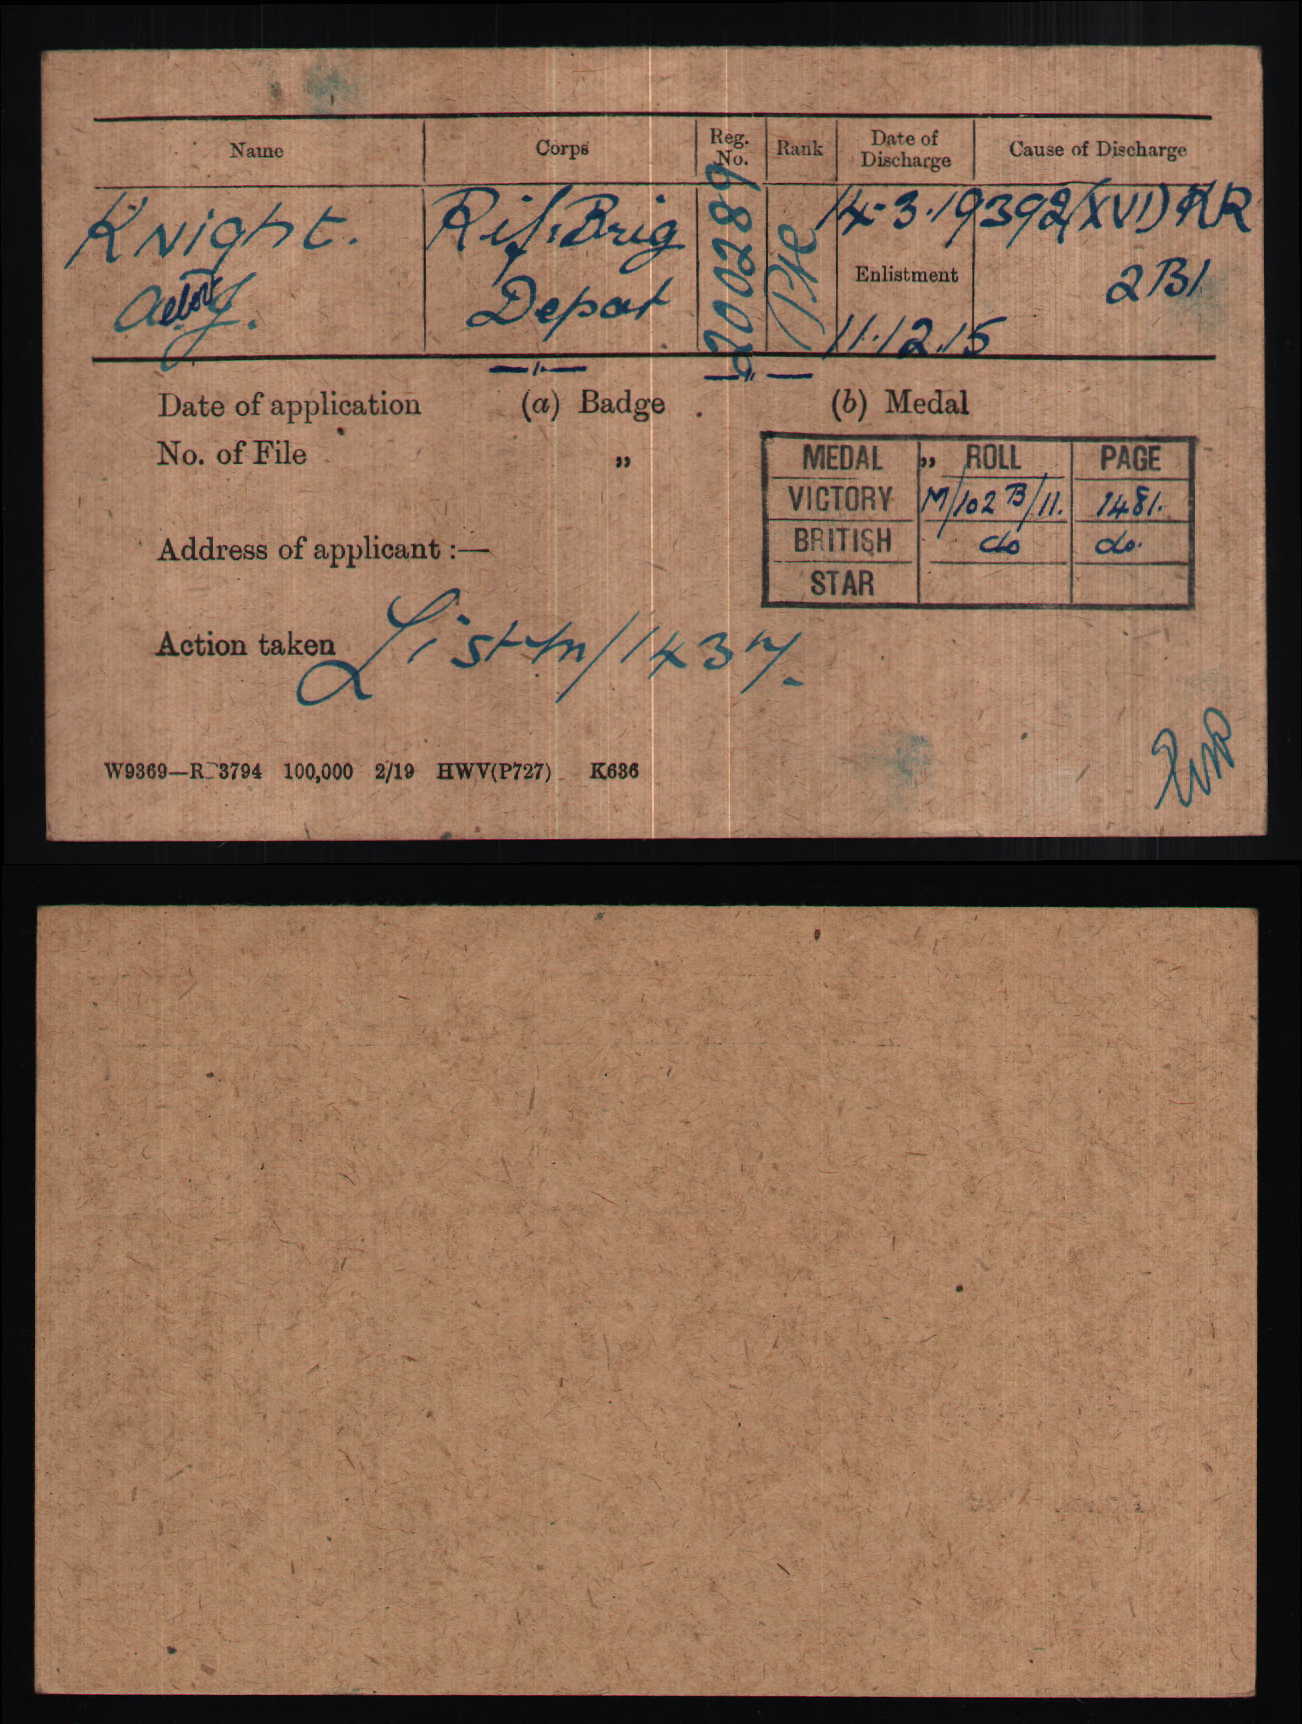 Name Corps Reg. No. Rank Date of Discharge Cause of Discharge
Knight. Rif. Brig 200289 Pte 14.3.19 392(XVI) KR
Enlistment
J. Depot 11.12.15 2B1
Date of application (a) Badge (b) Medal
No. of File " "
MEDAL ROLL PAGE
VICTORY M/102 B/11. 1481.
BRITISH do do.
STAR
Address of applicant :—
Action taken List
W9369—R 3794 100,000 2/19 HWV(P727) K636